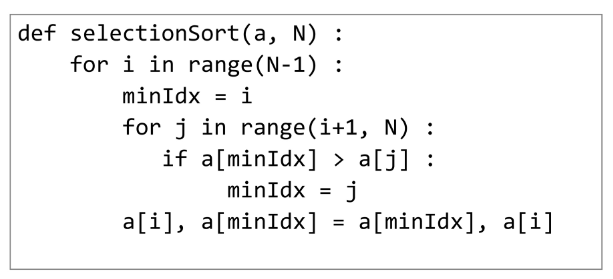 def selectionSort(a, N) :
    for i in range(N-1) :
        minIdx = i
        for j in range(i+1, N) :
           if a[minIdx] > a[j] :
                minIdx = j
        a[i], a[minIdx] = a[minIdx], a[i]